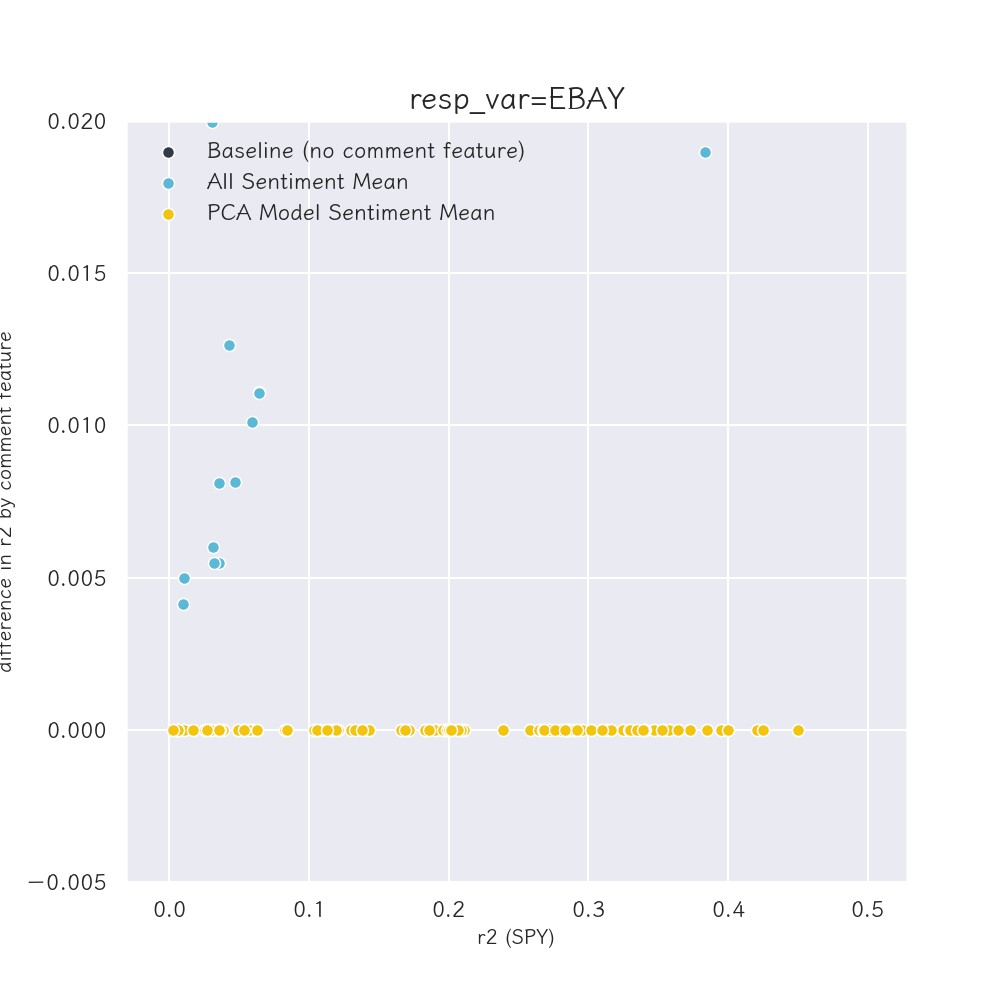 resp_var=EBAY
0.020
Baseline (no comment feature)
All Sentiment Mean
PCA Model Sentiment Mean
0.015
0.010
0.005
0.000
−0.005
difference in r2 by comment feature
0.0 0.1 0.2 0.3 0.4 0.5
r2 (SPY)